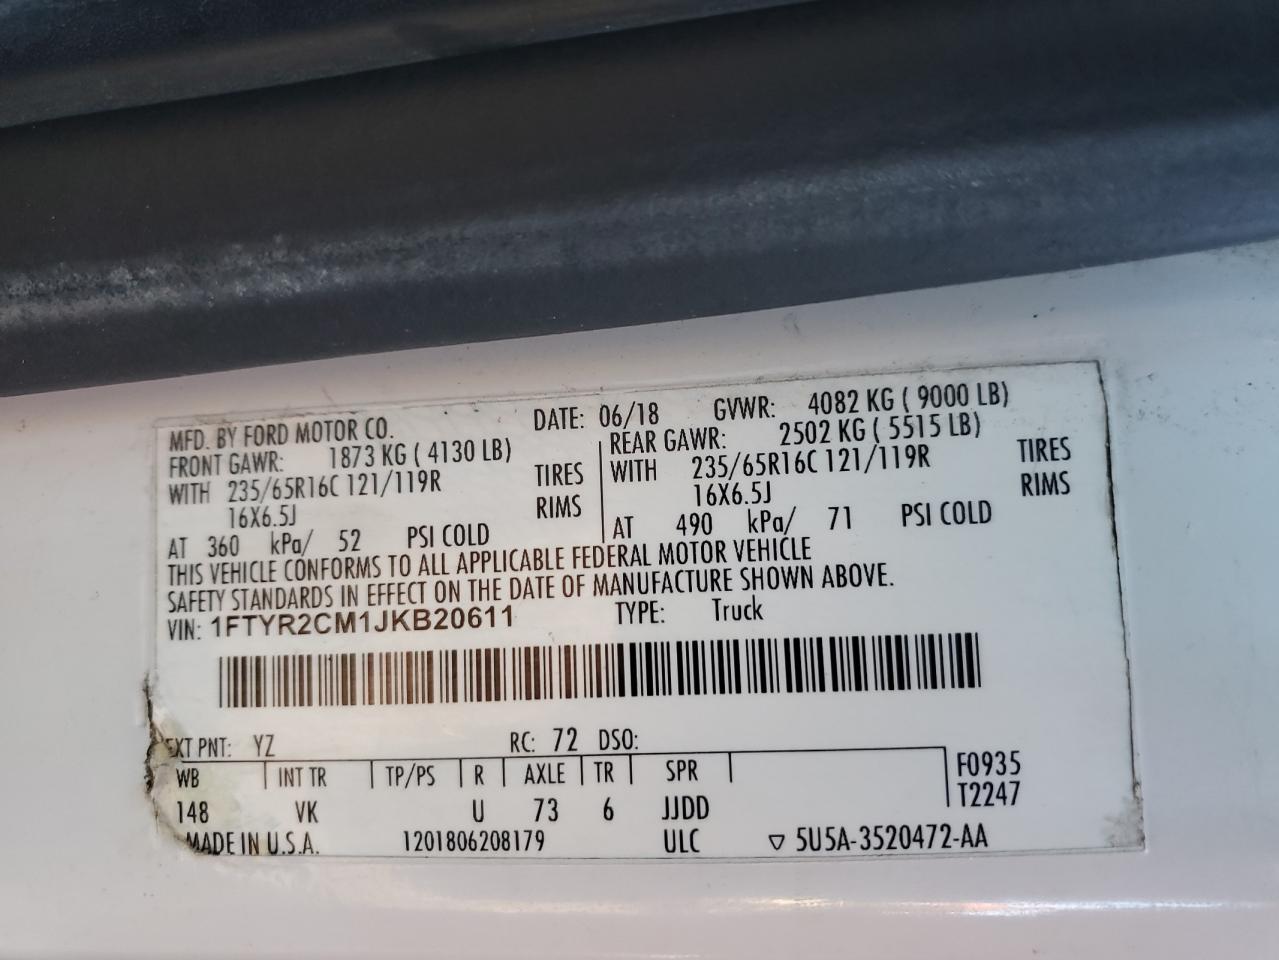 MFD. BY FORD MOTOR CO. DATE: 06/18 GVWR: 4082 KG ( 9000 LB)
FRONT GAWR: 1873 KG ( 4130 LB) REAR GAWR: 2502 KG ( 5515 LB)
WITH 235/65R16C 121/119R TIRES WITH 235/65R16C 121/119R TIRES
16X6.5J RIMS 16X6.5J RIMS
AT 360 kPa/ 52 PSI COLD AT 490 kPa/ 71 PSI COLD
THIS VEHICLE CONFORMS TO ALL APPLICABLE FEDERAL MOTOR VEHICLE
SAFETY STANDARDS IN EFFECT ON THE DATE OF MANUFACTURE SHOWN ABOVE.
VIN: 1FTYR2CM1JKB20611 TYPE: Truck
EXT PNT: YZ RC: 72 DSO:
WB INT TR TP/PS R AXLE TR SPR F0935
148 VK U 73 6 JJDD T2247
MADE IN U.S.A. 1201806208179 ULC ▽ 5U5A-3520472-AA